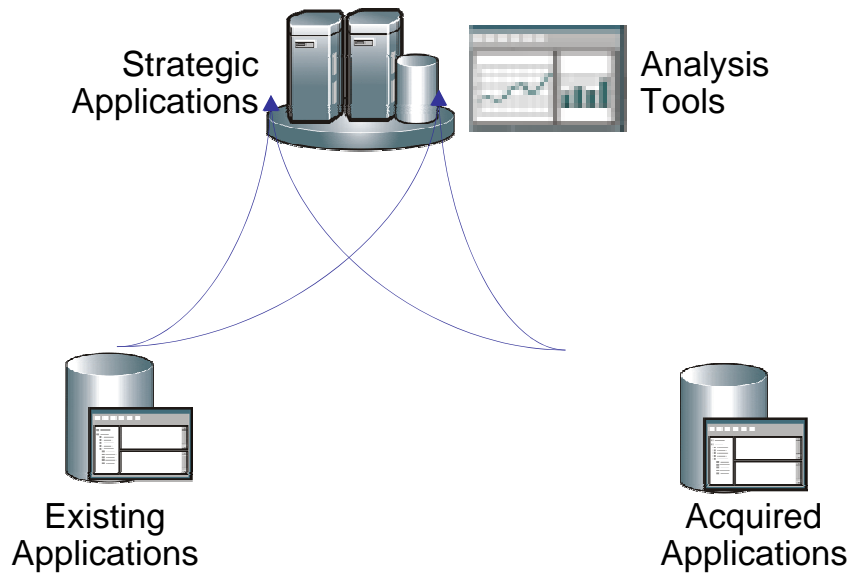 Strategic
Applications
Analysis
Tools
Existing
Applications
Acquired
Applications